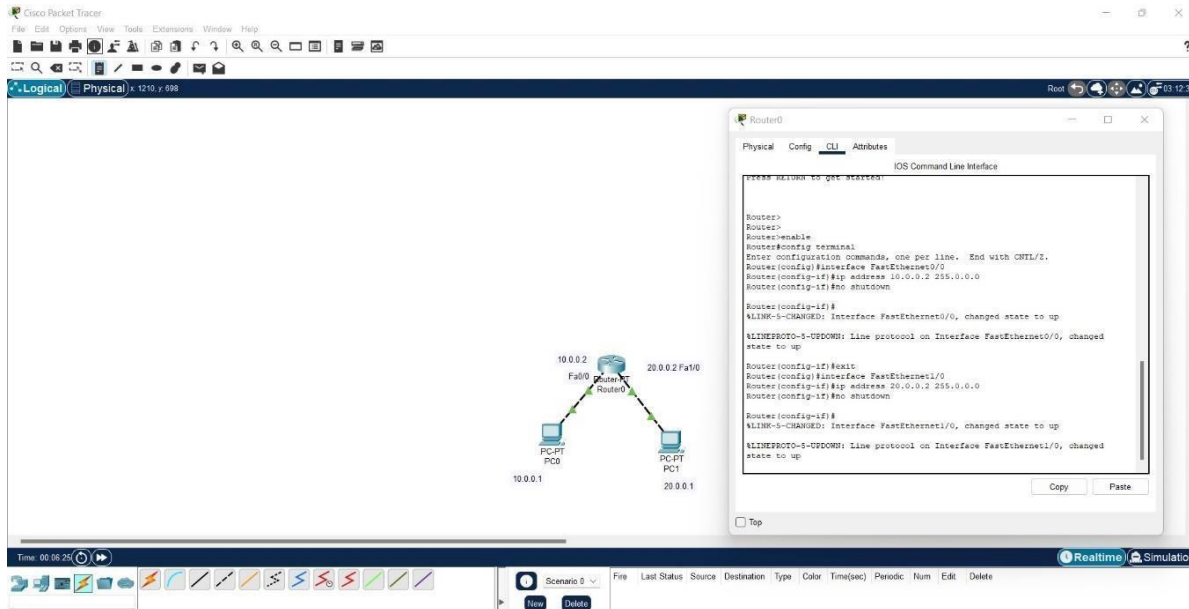 Cisco Packet Tracer
File Edit Options View Tools Extensions Window Help
?
Logical Physical x: 1210, y: 698
Root 03:12:3
Router0
Physical Config CLI Attributes
IOS Command Line Interface
Press RETURN to get started!
Router>
Router>
Router>enable
Router#config terminal
Enter configuration commands, one per line. End with CNTL/Z.
Router(config)#interface FastEthernet0/0
Router(config-if)#ip address 10.0.0.2 255.0.0.0
Router(config-if)#no shutdown
Router(config-if)#
%LINK-5-CHANGED: Interface FastEthernet0/0, changed state to up
%LINEPROTO-5-UPDOWN: Line protocol on Interface FastEthernet0/0, changed
state to up
Router(config-if)#exit
Router(config)#interface FastEthernet1/0
Router(config-if)#ip address 20.0.0.2 255.0.0.0
Router(config-if)#no shutdown
Router(config-if)#
%LINK-5-CHANGED: Interface FastEthernet1/0, changed state to up
%LINEPROTO-5-UPDOWN: Line protocol on Interface FastEthernet1/0, changed
state to up
Copy Paste
Top
10.0.0.2
20.0.0.2 Fa1/0
Fa0/0
Router-PT
Router0
PC-PT
PC0
PC-PT
PC1
10.0.0.1
20.0.0.1
Time: 00:06:25
Realtime Simulatio
Scenario 0
New Delete
Fire Last Status Source Destination Type Color Time(sec) Periodic Num Edit Delete